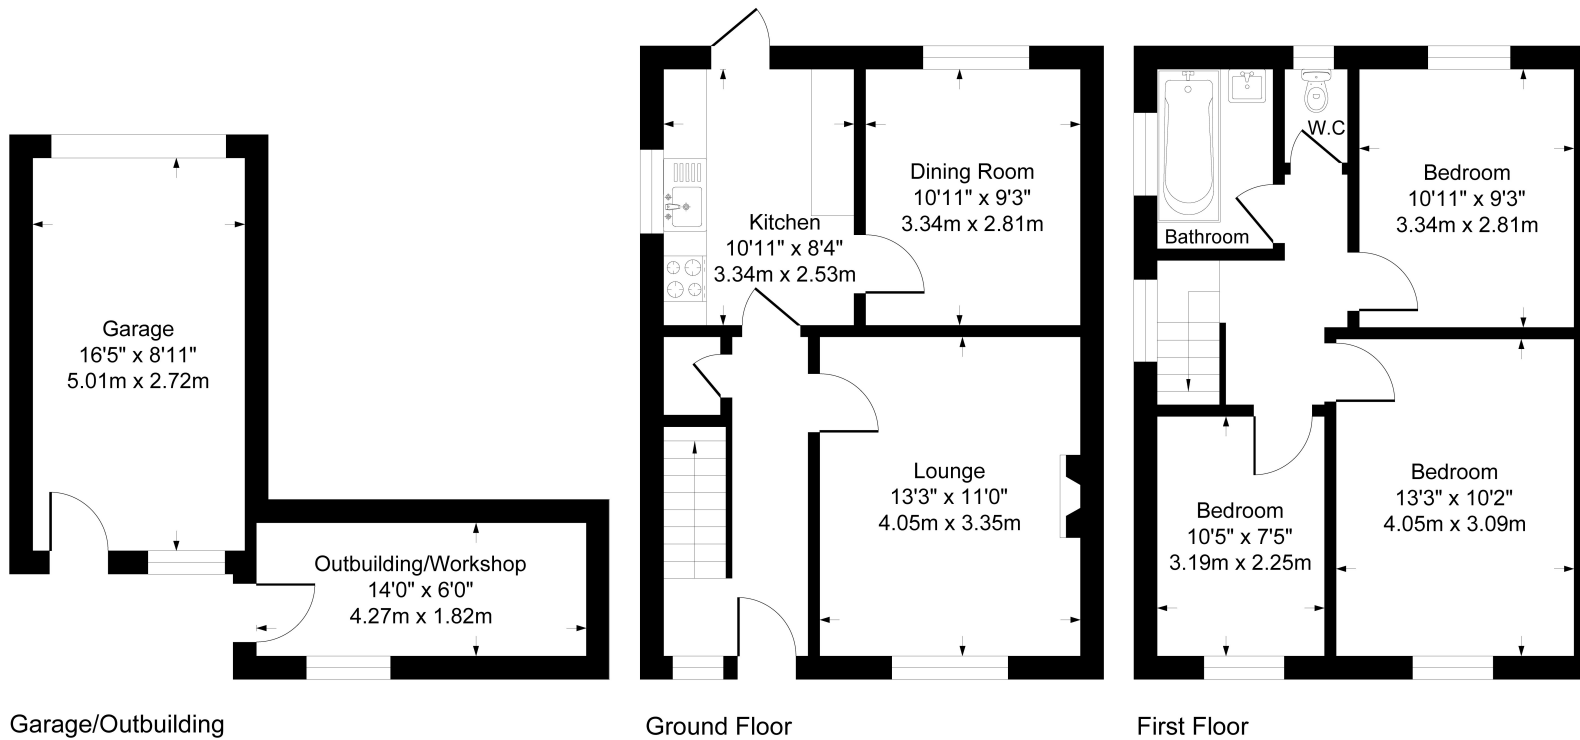 Garage
16'5" x 8'11"
5.01m x 2.72m
Outbuilding/Workshop
14'0" x 6'0"
4.27m x 1.82m
Garage/Outbuilding
Kitchen
10'11" x 8'4"
3.34m x 2.53m
Dining Room
10'11" x 9'3"
3.34m x 2.81m
Lounge
13'3" x 11'0"
4.05m x 3.35m
Ground Floor
Bathroom
W.C
Bedroom
10'11" x 9'3"
3.34m x 2.81m
Bedroom
13'3" x 10'2"
4.05m x 3.09m
Bedroom
10'5" x 7'5"
3.19m x 2.25m
First Floor